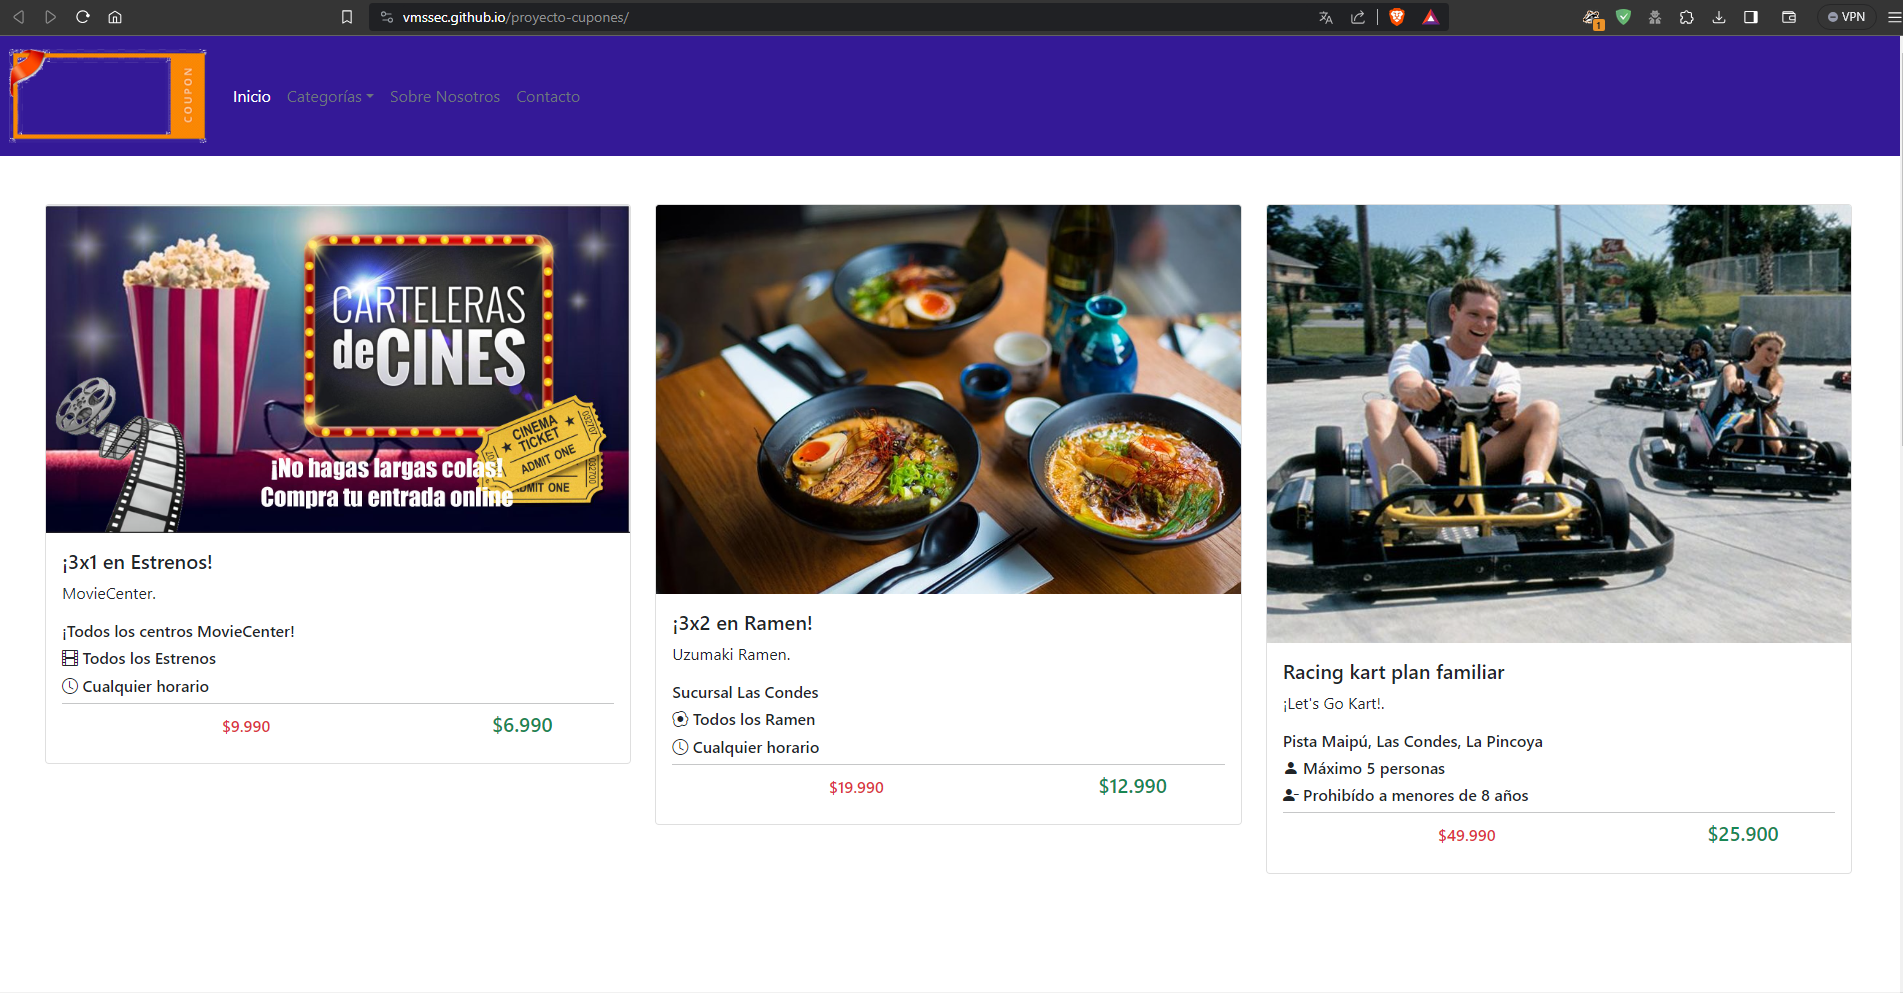 vmssec.github.io/proyecto-cupones/
1
VPN
COUPON
Inicio
Categorías
Sobre Nosotros
Contacto
CARTELERAS
de CINES
CINEMA
TICKET
ADMIT ONE
052707
ADMIT ONE
¡No hagas largas colas!
Compra tu entrada online
¡3x1 en Estrenos!
MovieCenter.
¡Todos los centros MovieCenter!
Todos los Estrenos
Cualquier horario
$9.990
$6.990
¡3x2 en Ramen!
Uzumaki Ramen.
Sucursal Las Condes
Todos los Ramen
Cualquier horario
$19.990
$12.990
Racing kart plan familiar
¡Let's Go Kart!.
Pista Maipú, Las Condes, La Pincoya
Máximo 5 personas
Prohibído a menores de 8 años
$49.990
$25.900